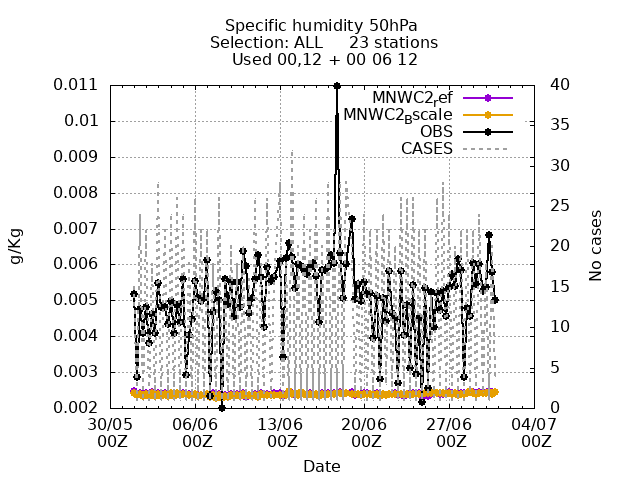 Specific humidity 50hPa
Selection: ALL 23 stations
Used 00,12 + 00 06 12
0.011
0.01
0.009
0.008
0.007
0.006
0.005
0.004
0.003
0.002
g/Kg
40
35
30
25
20
15
10
5
0
No cases
MNWC2_ref
MNWC2_Bscale
OBS
CASES
30/05 06/06 13/06 20/06 27/06 04/07
00Z 00Z 00Z 00Z 00Z 00Z
Date